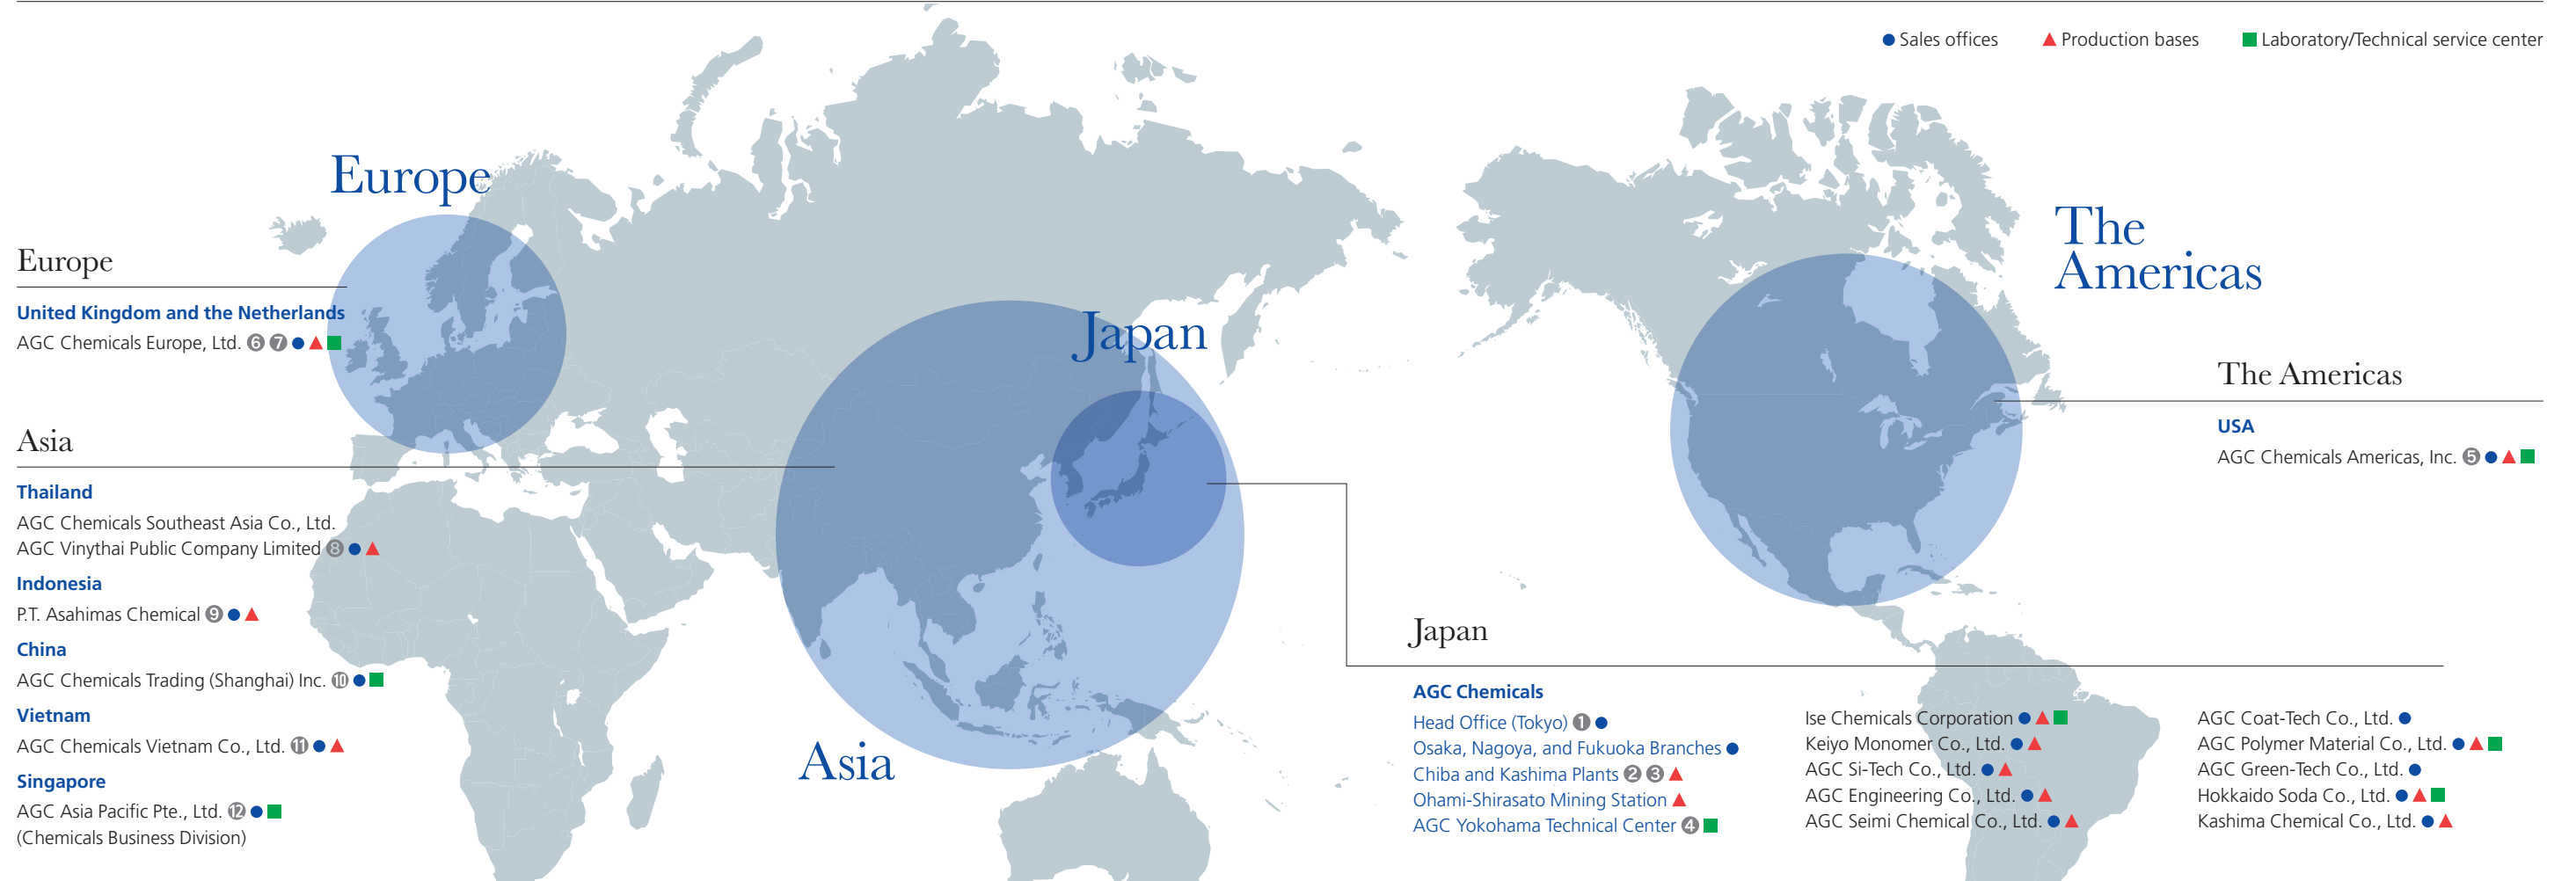 ● Sales offices ▲ Production bases ■ Laboratory/Technical service center
Europe
Japan
Asia
The
Americas
Europe
United Kingdom and the Netherlands
AGC Chemicals Europe, Ltd. ⑥ ⑦ ● ▲ ■
Asia
Thailand
AGC Chemicals Southeast Asia Co., Ltd.
AGC Vinythai Public Company Limited ⑧ ● ▲
Indonesia
P.T. Asahimas Chemical ⑨ ● ▲
China
AGC Chemicals Trading (Shanghai) Inc. ⑩ ● ■
Vietnam
AGC Chemicals Vietnam Co., Ltd. ⑪ ● ▲
Singapore
AGC Asia Pacific Pte., Ltd. ⑫ ● ■
(Chemicals Business Division)
The Americas
USA
AGC Chemicals Americas, Inc. ⑤ ● ▲ ■
Japan
AGC Chemicals
Head Office (Tokyo) ① ●
Osaka, Nagoya, and Fukuoka Branches ●
Chiba and Kashima Plants ② ③ ▲
Ohami-Shirasato Mining Station ▲
AGC Yokohama Technical Center ④ ■
Ise Chemicals Corporation ● ▲ ■
Keiyo Monomer Co., Ltd. ● ▲
AGC Si-Tech Co., Ltd. ● ▲
AGC Engineering Co., Ltd. ● ▲
AGC Seimi Chemical Co., Ltd. ● ▲
AGC Coat-Tech Co., Ltd. ●
AGC Polymer Material Co., Ltd. ● ▲ ■
AGC Green-Tech Co., Ltd. ●
Hokkaido Soda Co., Ltd. ● ▲ ■
Kashima Chemical Co., Ltd. ● ▲